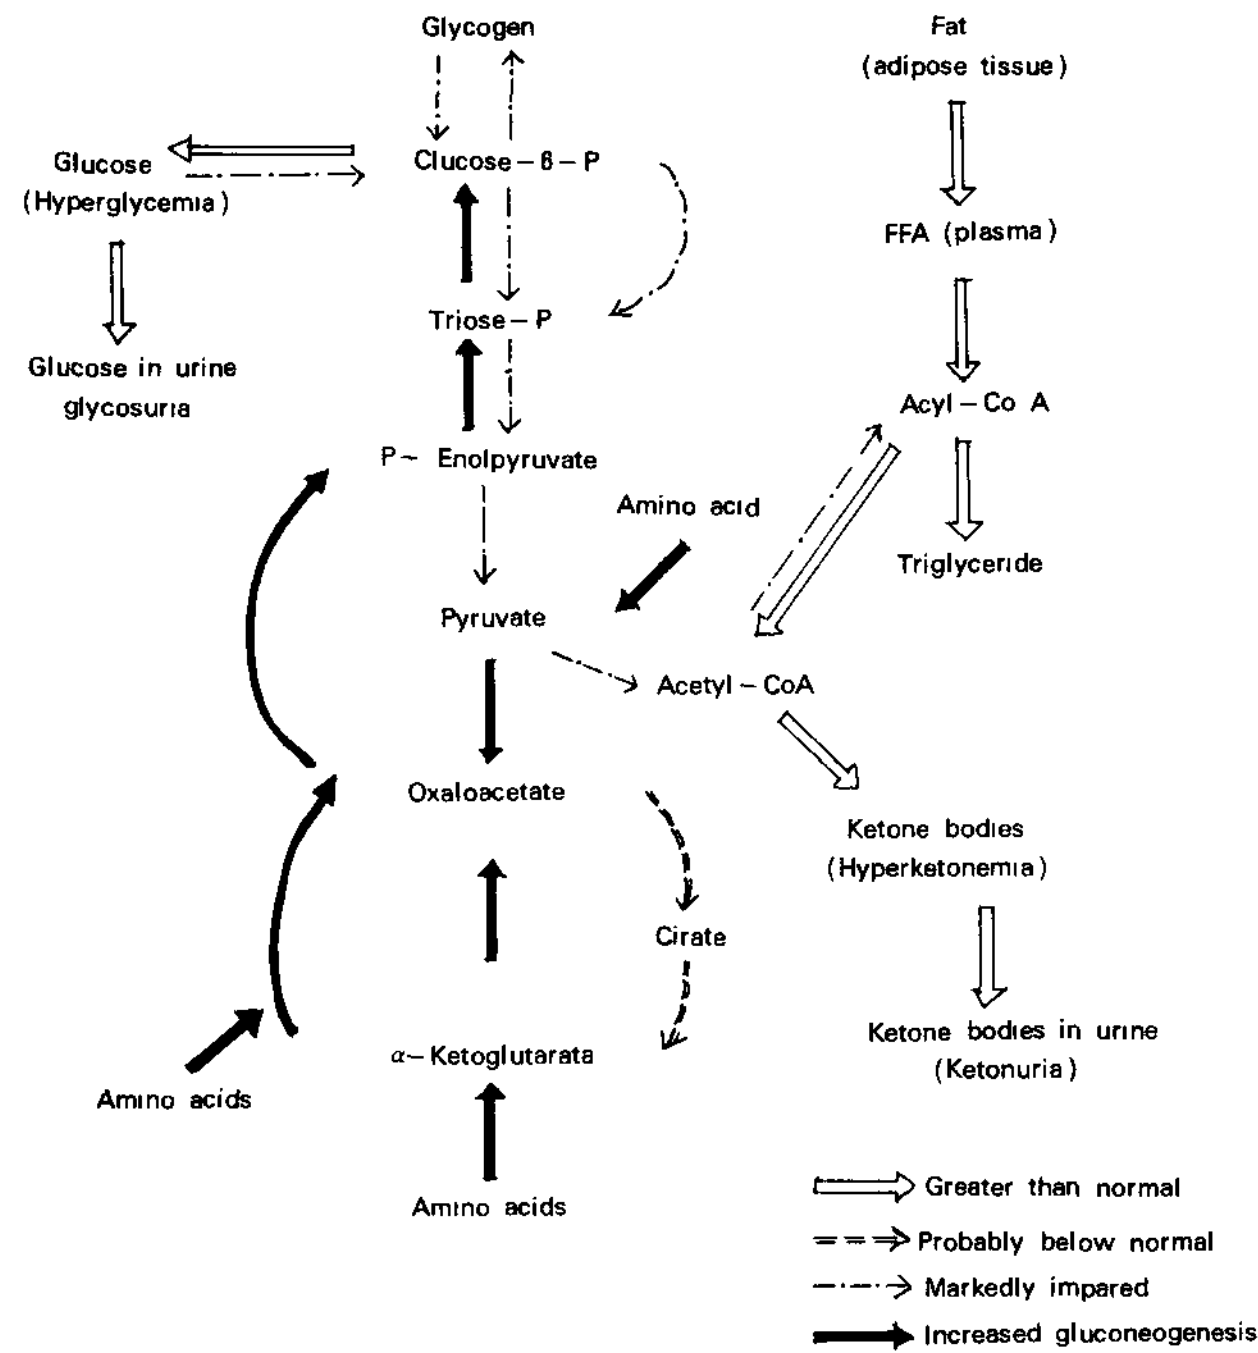 Glycogen
Fat
(adipose tissue)
Glucose
(Hyperglycemia)
Clucose – 6 – P
FFA (plasma)
Triose – P
Glucose in urine
glycosuria
Acyl – Co A
P – Enolpyruvate
Amino acid
Triglyceride
Pyruvate
Acetyl – CoA
Oxaloacetate
Ketone bodies
(Hyperketonemia)
Cirate
Ketone bodies in urine
(Ketonuria)
α – Ketoglutarata
Amino acids
Amino acids
Greater than normal
Probably below normal
Markedly impared
Increased gluconeogenesis